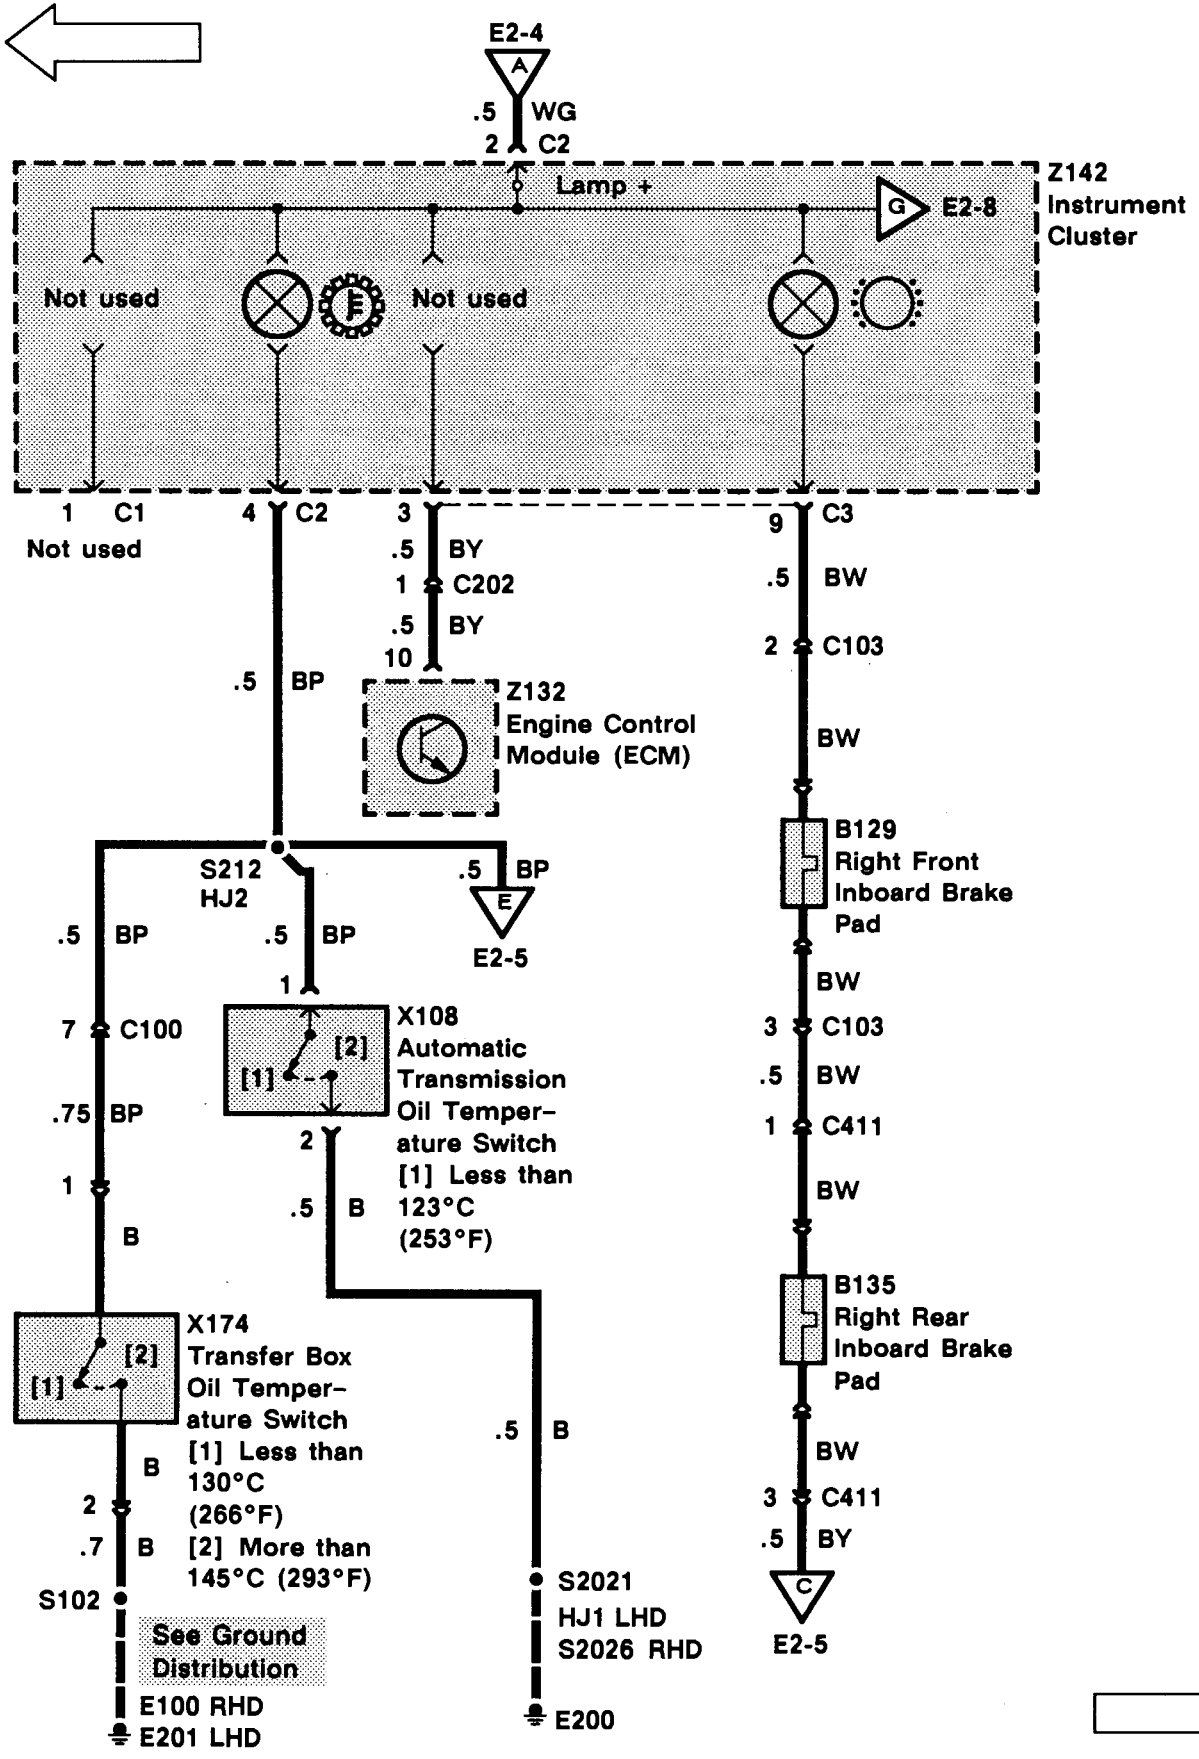 E2-4
A
.5 WG
2 C2
Lamp +
G E2-8
Z142
Instrument
Cluster
Not used
Not used
1 C1
Not used
4 C2
3
9 C3
.5 BY
1 C202
.5 BY
10
.5 BW
2 C103
.5 BP
Z132
Engine Control
Module (ECM)
BW
S212
HJ2
.5 BP
E
E2-5
B129
Right Front
Inboard Brake
Pad
.5 BP
.5 BP
1
BW
7 C100
X108
Automatic
Transmission
Oil Temper-
ature Switch
[1] Less than
123°C
(253°F)
[2]
[1]
3 C103
.5 BW
1 C411
.75 BP
2
1
.5 B
BW
B
X174
Transfer Box
Oil Temper-
ature Switch
[1] Less than
130°C
(266°F)
[2] More than
145°C (293°F)
[2]
[1]
B135
Right Rear
Inboard Brake
Pad
.5 B
B
BW
2
3 C411
.7 B
.5 BY
S102
C
E2-5
S2021
HJ1 LHD
S2026 RHD
See Ground
Distribution
E100 RHD
E201 LHD
E200